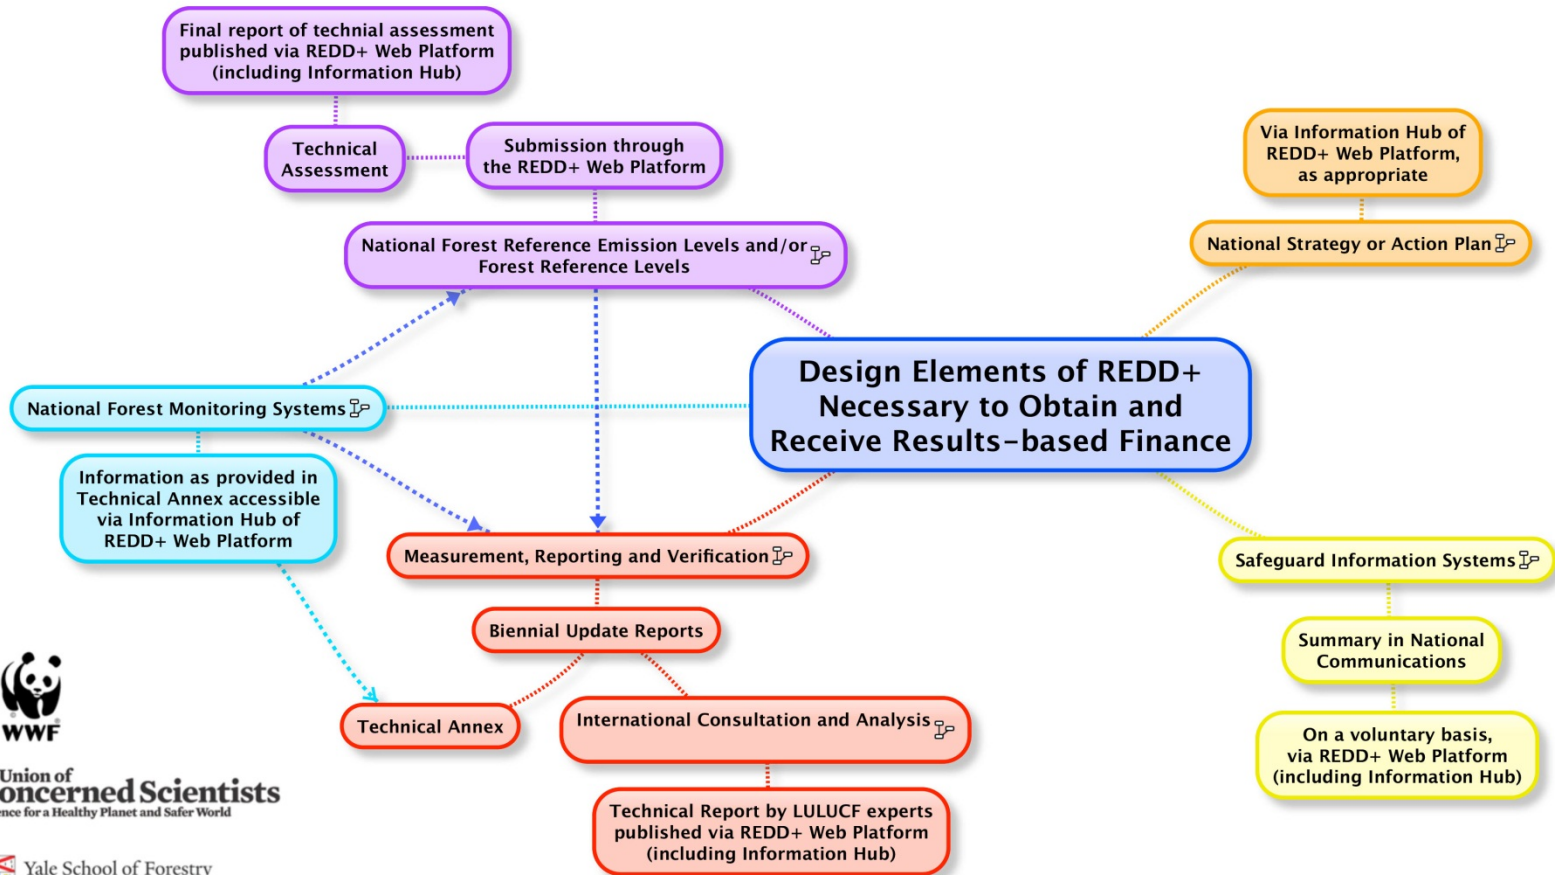 Final report of technial assessment
published via REDD+ Web Platform
(including Information Hub)
Technical
Assessment
Submission through
the REDD+ Web Platform
National Forest Reference Emission Levels and/or
Forest Reference Levels
Via Information Hub of
REDD+ Web Platform,
as appropriate
National Strategy or Action Plan
Design Elements of REDD+
Necessary to Obtain and
Receive Results-based Finance
National Forest Monitoring Systems
Information as provided in
Technical Annex accessible
via Information Hub of
REDD+ Web Platform
Measurement, Reporting and Verification
Biennial Update Reports
Technical Annex
International Consultation and Analysis
Technical Report by LULUCF experts
published via REDD+ Web Platform
(including Information Hub)
Safeguard Information Systems
Summary in National
Communications
On a voluntary basis,
via REDD+ Web Platform
(including Information Hub)
WWF
Union of
oncerned Scientists
ence for a Healthy Planet and Safer World
Yale School of Forestry